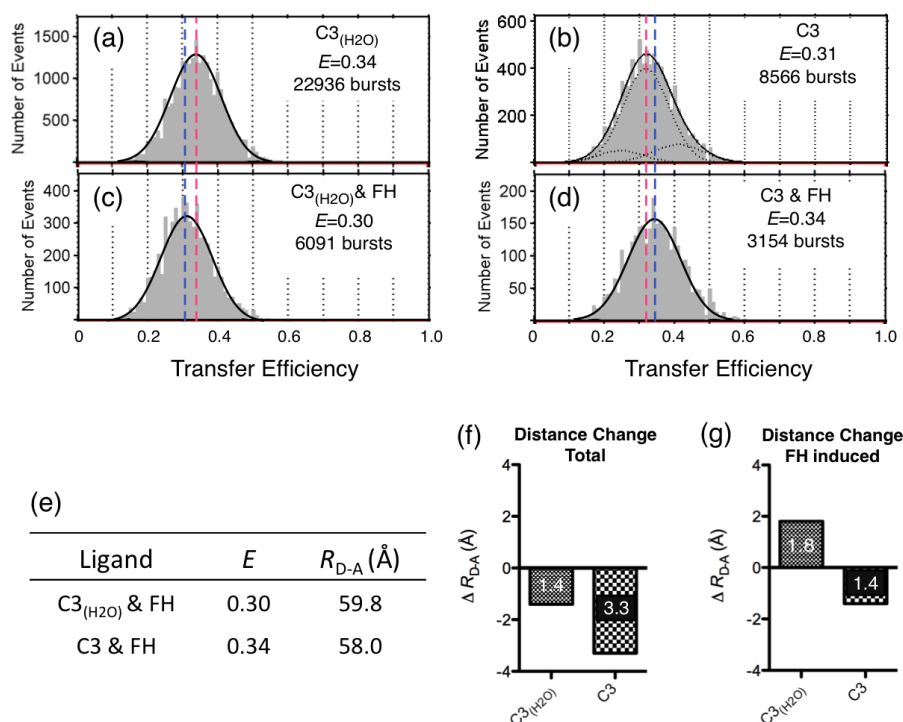 (a)
C3(H2O)
E=0.34
22936 bursts
Number of Events
1500
1000
500
(b)
C3
E=0.31
8566 bursts
Number of Events
600
400
200
0
(c)
C3(H2O)& FH
E=0.30
6091 bursts
Number of Events
400
300
200
100
0 0.2 0.4 0.6 0.8 1.0
Transfer Efficiency
(d)
C3 & FH
E=0.34
3154 bursts
Number of Events
200
150
100
50
0 0.2 0.4 0.6 0.8 1.0
Transfer Efficiency
(e)
Ligand E RD-A (Å)
C3(H2O) & FH 0.30 59.8
C3 & FH 0.34 58.0
(f)
Distance Change
Total
Δ RD-A (Å)
4
2
0
-2
-4
1.4
3.3
C3(H2O)
C3
(g)
Distance Change
FH induced
Δ RD-A (Å)
4
2
0
-2
-4
1.8
1.4
C3(H2O)
C3